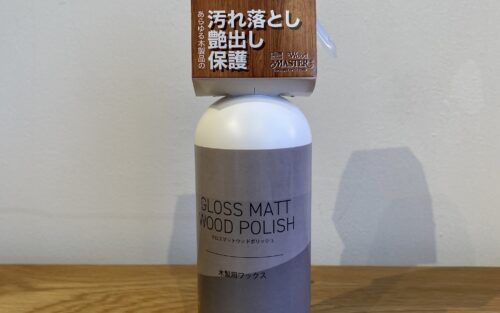 あらゆる木製品の
汚れ落とし
艶出し
保護
Wood
MASTERS
GLOSS MATT
WOOD POLISH
グロスマットウッドポリッシュ
木製用ワックス